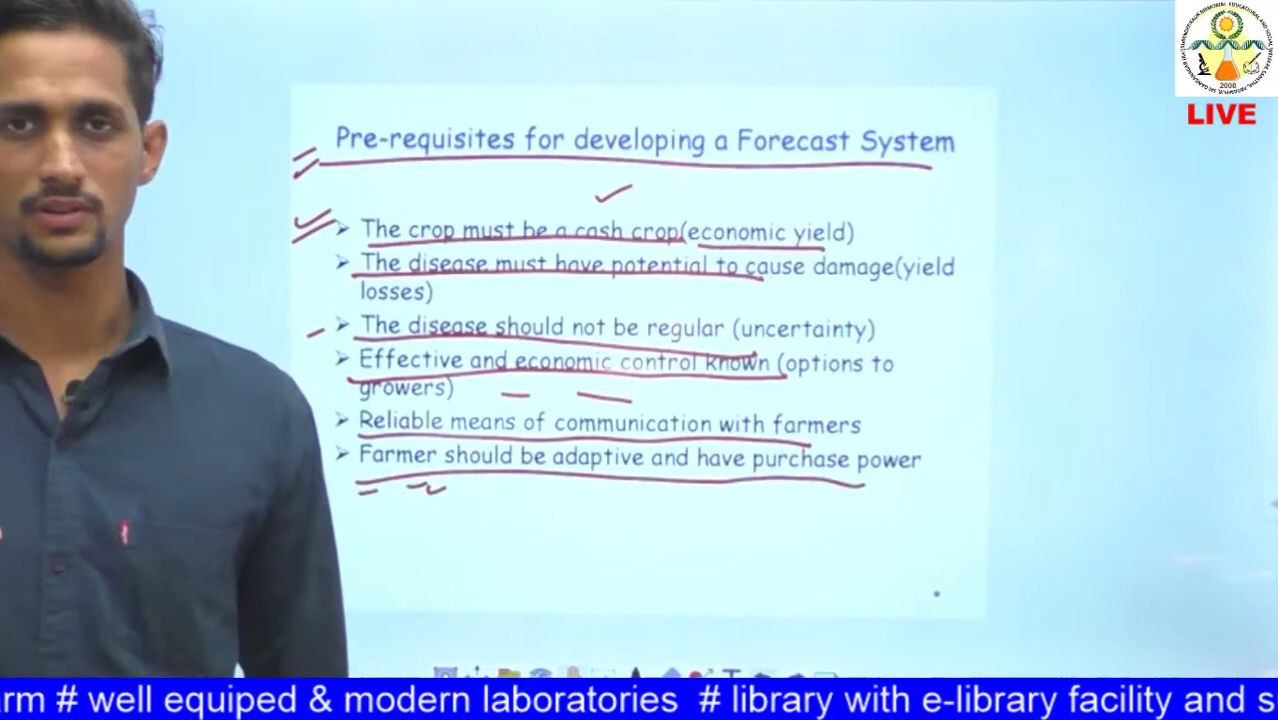 2008
LIVE
Pre-requisites for developing a Forecast System
➢ The crop must be a cash crop(economic yield)
➢ The disease must have potential to cause damage(yield
losses)
➢ The disease should not be regular (uncertainty)
➢ Effective and economic control known (options to
growers)
➢ Reliable means of communication with farmers
➢ Farmer should be adaptive and have purchase power
arm # well equiped & modern laboratories # library with e-library facility and s